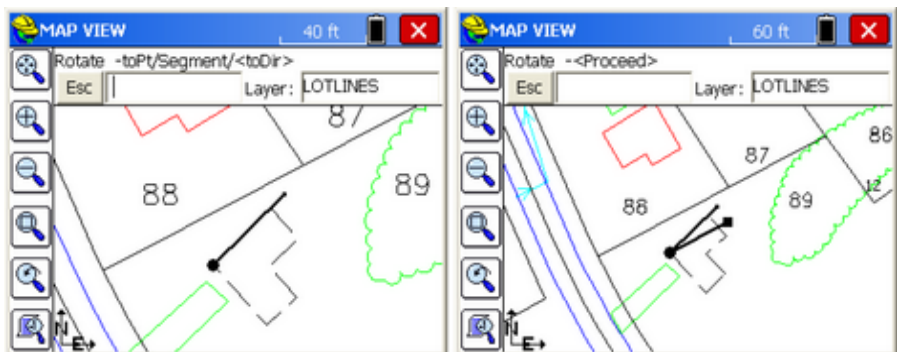 MAP VIEW 40 ft
Rotate -toPt/Segment/<toDir>
Esc Layer: LOTLINES
87
88
89
N
E
MAP VIEW 60 ft
Rotate -<Proceed>
Esc Layer: LOTLINES
86
87
12
89
88
N
E